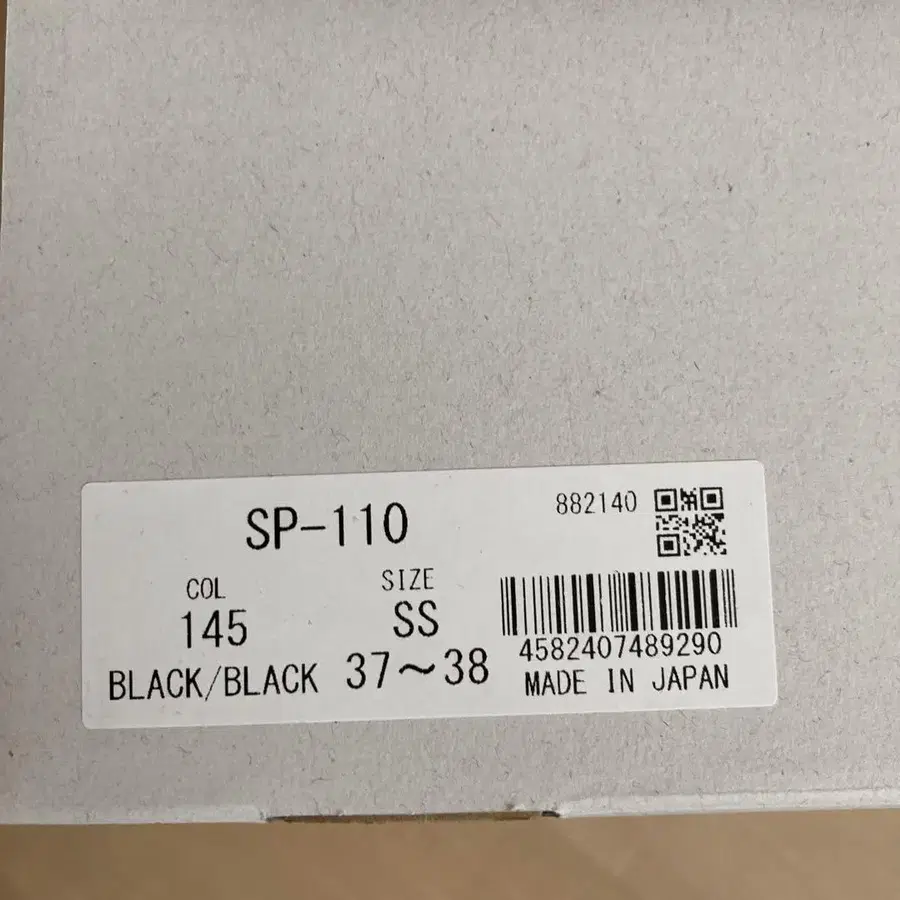 SP-110
882140
COL
145
BLACK/BLACK
SIZE
SS
37～38
4582407489290
MADE IN JAPAN